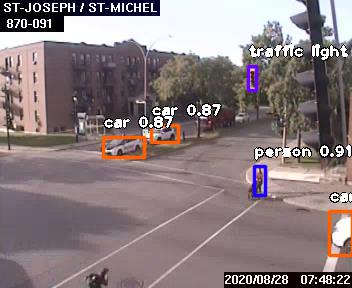 ST-JOSEPH / ST-MICHEL
870-091
traffic light
car 0.87
car 0.87
person 0.91
car
2020/08/28 07:48:22